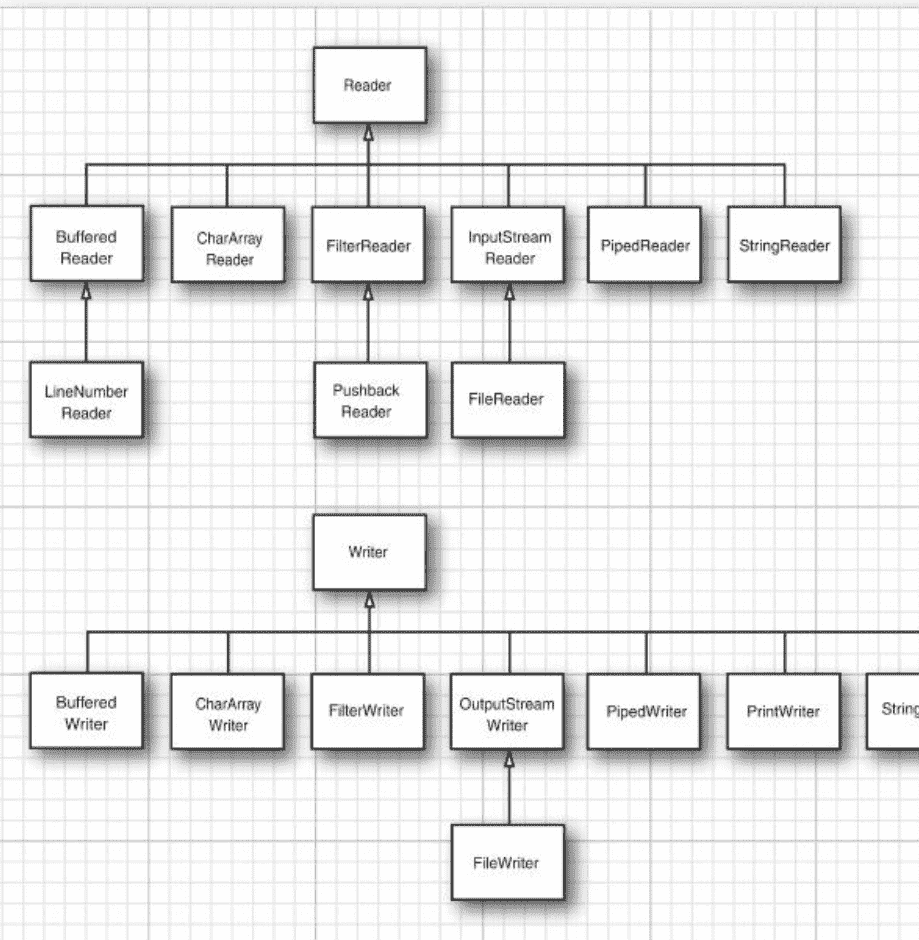 Reader
Buffered
Reader
CharArray
Reader
FilterReader
InputStream
Reader
PipedReader
StringReader
LineNumber
Reader
Pushback
Reader
FileReader
Writer
Buffered
Writer
CharArray
Writer
FilterWriter
OutputStream
Writer
PipedWriter
PrintWriter
String
FileWriter